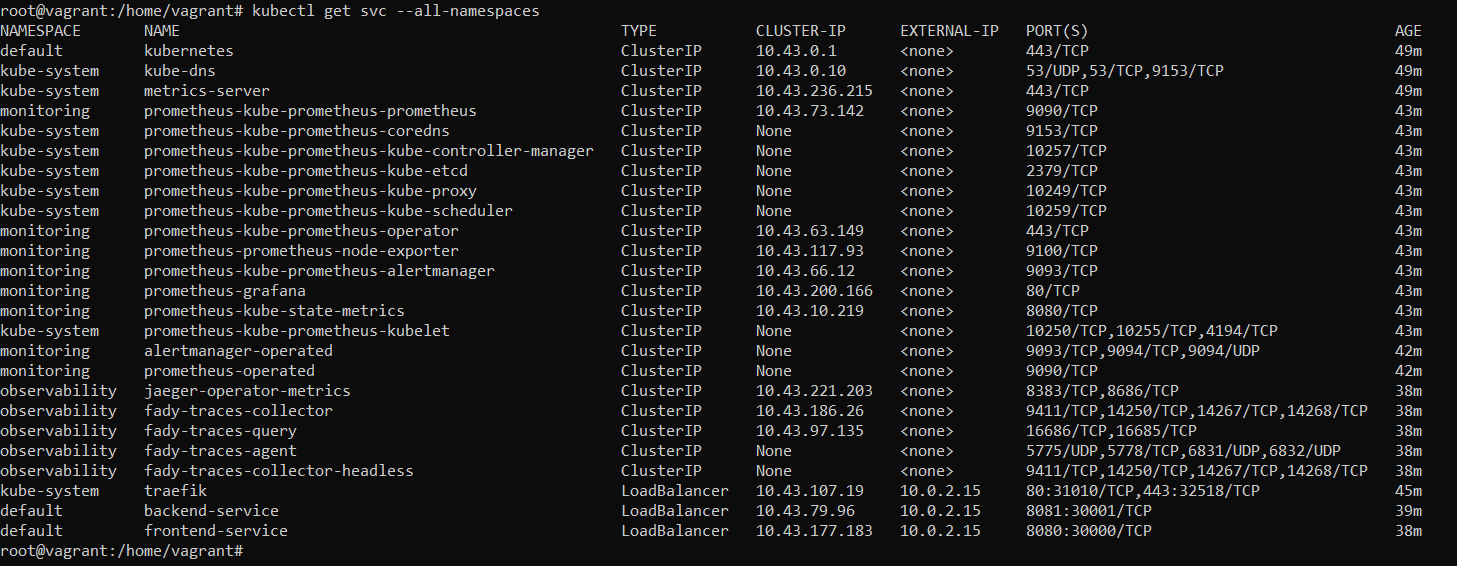 root@vagrant:/home/vagrant# kubectl get svc --all-namespaces
NAMESPACE NAME TYPE CLUSTER-IP EXTERNAL-IP PORT(S) AGE
default kubernetes ClusterIP 10.43.0.1 <none> 443/TCP 49m
kube-system kube-dns ClusterIP 10.43.0.10 <none> 53/UDP,53/TCP,9153/TCP 49m
kube-system metrics-server ClusterIP 10.43.236.215 <none> 443/TCP 49m
monitoring prometheus-kube-prometheus-prometheus ClusterIP 10.43.73.142 <none> 9090/TCP 43m
kube-system prometheus-kube-prometheus-coredns ClusterIP None <none> 9153/TCP 43m
kube-system prometheus-kube-prometheus-kube-controller-manager ClusterIP None <none> 10257/TCP 43m
kube-system prometheus-kube-prometheus-kube-etcd ClusterIP None <none> 2379/TCP 43m
kube-system prometheus-kube-prometheus-kube-proxy ClusterIP None <none> 10249/TCP 43m
kube-system prometheus-kube-prometheus-kube-scheduler ClusterIP None <none> 10259/TCP 43m
monitoring prometheus-kube-prometheus-operator ClusterIP 10.43.63.149 <none> 443/TCP 43m
monitoring prometheus-prometheus-node-exporter ClusterIP 10.43.117.93 <none> 9100/TCP 43m
monitoring prometheus-kube-prometheus-alertmanager ClusterIP 10.43.66.12 <none> 9093/TCP 43m
monitoring prometheus-grafana ClusterIP 10.43.200.166 <none> 80/TCP 43m
monitoring prometheus-kube-state-metrics ClusterIP 10.43.10.219 <none> 8080/TCP 43m
kube-system prometheus-kube-prometheus-kubelet ClusterIP None <none> 10250/TCP,10255/TCP,4194/TCP 43m
monitoring alertmanager-operated ClusterIP None <none> 9093/TCP,9094/TCP,9094/UDP 42m
monitoring prometheus-operated ClusterIP None <none> 9090/TCP 42m
observability jaeger-operator-metrics ClusterIP 10.43.221.203 <none> 8383/TCP,8686/TCP 38m
observability fady-traces-collector ClusterIP 10.43.186.26 <none> 9411/TCP,14250/TCP,14267/TCP,14268/TCP 38m
observability fady-traces-query ClusterIP 10.43.97.135 <none> 16686/TCP,16685/TCP 38m
observability fady-traces-agent ClusterIP None <none> 5775/UDP,5778/TCP,6831/UDP,6832/UDP 38m
observability fady-traces-collector-headless ClusterIP None <none> 9411/TCP,14250/TCP,14267/TCP,14268/TCP 38m
kube-system traefik LoadBalancer 10.43.107.19 10.0.2.15 80:31010/TCP,443:32518/TCP 45m
default backend-service LoadBalancer 10.43.79.96 10.0.2.15 8081:30001/TCP 39m
default frontend-service LoadBalancer 10.43.177.183 10.0.2.15 8080:30000/TCP 38m
root@vagrant:/home/vagrant#